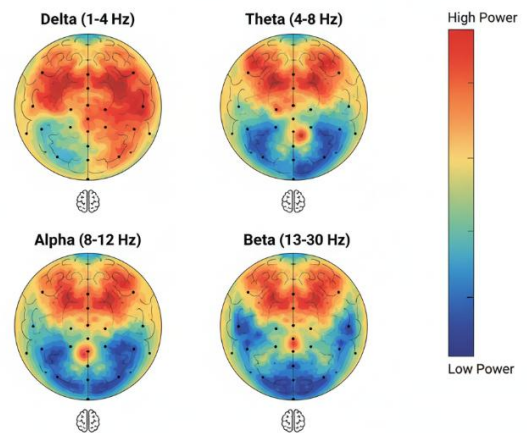 Delta (1-4 Hz)
Theta (4-8 Hz)
High Power
Alpha (8-12 Hz)
Beta (13-30 Hz)
Low Power